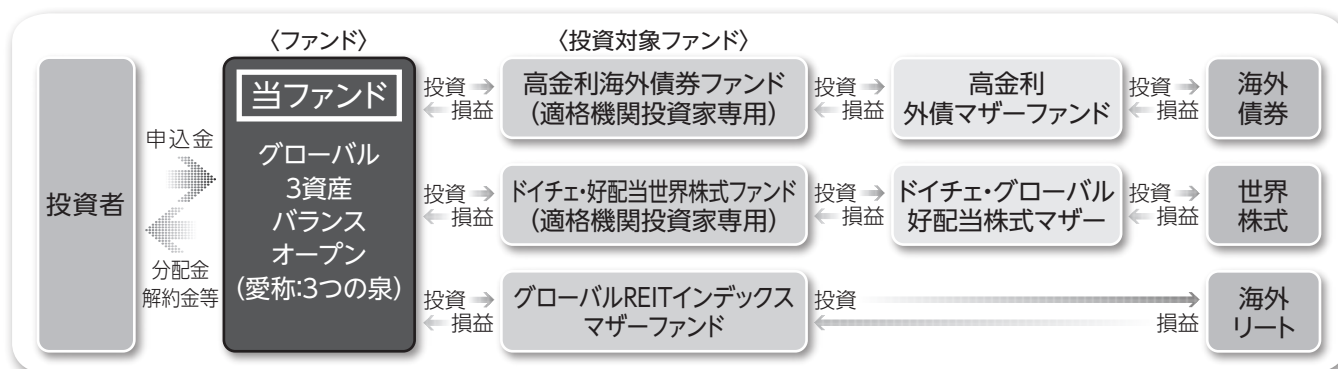 〈ファンド〉
〈投資対象ファンド〉
投資者
申込金
分配金
解約金等
当ファンド
グローバル
3資産
バランス
オープン
(愛称:3つの泉)
投資
損益
高金利海外債券ファンド
(適格機関投資家専用)
投資
損益
高金利
外債マザーファンド
投資
損益
海外
債券
投資
損益
ドイチェ・好配当世界株式ファンド
(適格機関投資家専用)
投資
損益
ドイチェ・グローバル
好配当株式マザー
投資
損益
世界
株式
投資
損益
グローバルREITインデックス
マザーファンド
投資
損益
海外
リート